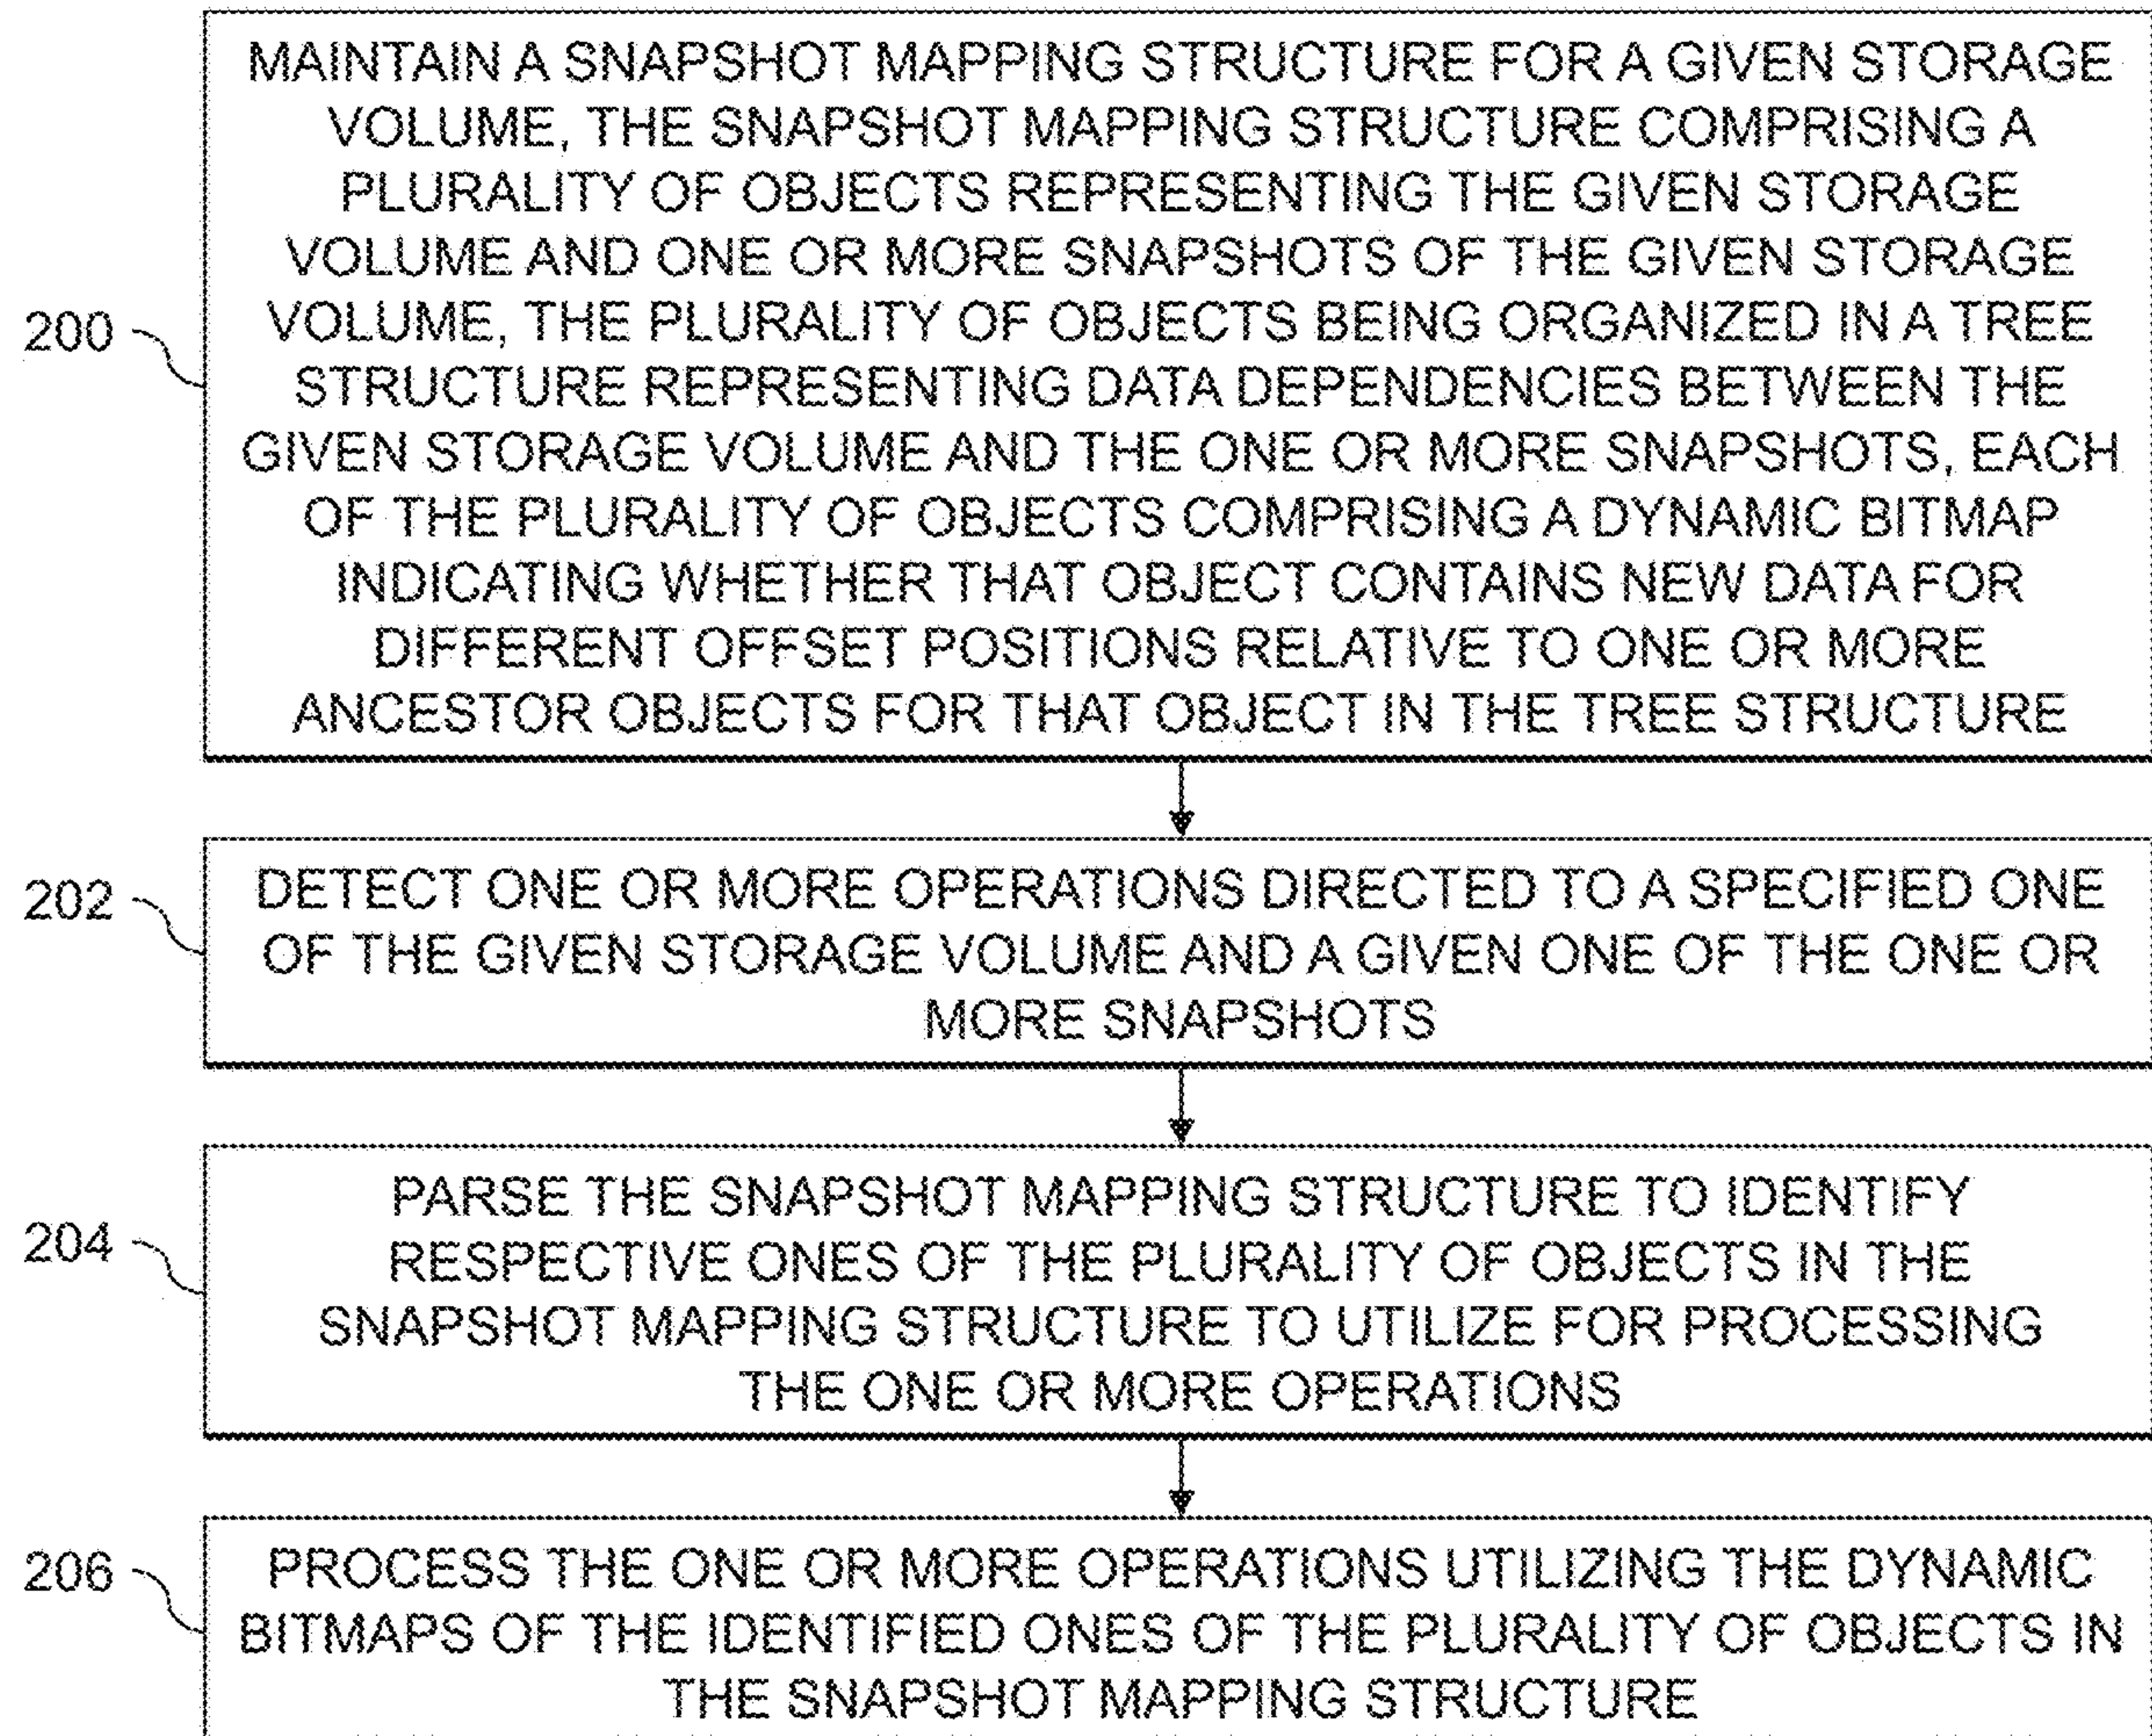 MAINTAIN A SNAPSHOT MAPPING STRUCTURE FOR A GIVEN STORAGE
VOLUME, THE SNAPSHOT MAPPING STRUCTURE COMPRISING A
PLURALITY OF OBJECTS REPRESENTING THE GIVEN STORAGE
VOLUME AND ONE OR MORE SNAPSHOTS OF THE GIVEN STORAGE
200
VOLUME, THE PLURALITY OF OBJECTS BEING ORGANIZED IN A TREE
STRUCTURE REPRESENTING DATA DEPENDENCIES BETWEEN THE
GIVEN STORAGE VOLUME AND THE ONE OR MORE SNAPSHOTS, EACH
OF THE PLURALITY OF OBJECTS COMPRISING A DYNAMIC BITMAP
INDICATING WHETHER THAT OBJECT CONTAINS NEW DATA FOR
DIFFERENT OFFSET POSITIONS RELATIVE TO ONE OR MORE
ANCESTOR OBJECTS FOR THAT OBJECT IN THE TREE STRUCTURE
202
DETECT ONE OR MORE OPERATIONS DIRECTED TO A SPECIFIED ONE
OF THE GIVEN STORAGE VOLUME AND A GIVEN ONE OF THE ONE OR
MORE SNAPSHOTS
204
PARSE THE SNAPSHOT MAPPING STRUCTURE TO IDENTIFY
RESPECTIVE ONES OF THE PLURALITY OF OBJECTS IN THE
SNAPSHOT MAPPING STRUCTURE TO UTILIZE FOR PROCESSING
THE ONE OR MORE OPERATIONS
206
PROCESS THE ONE OR MORE OPERATIONS UTILIZING THE DYNAMIC
BITMAPS OF THE IDENTIFIED ONES OF THE PLURALITY OF OBJECTS IN
THE SNAPSHOT MAPPING STRUCTURE